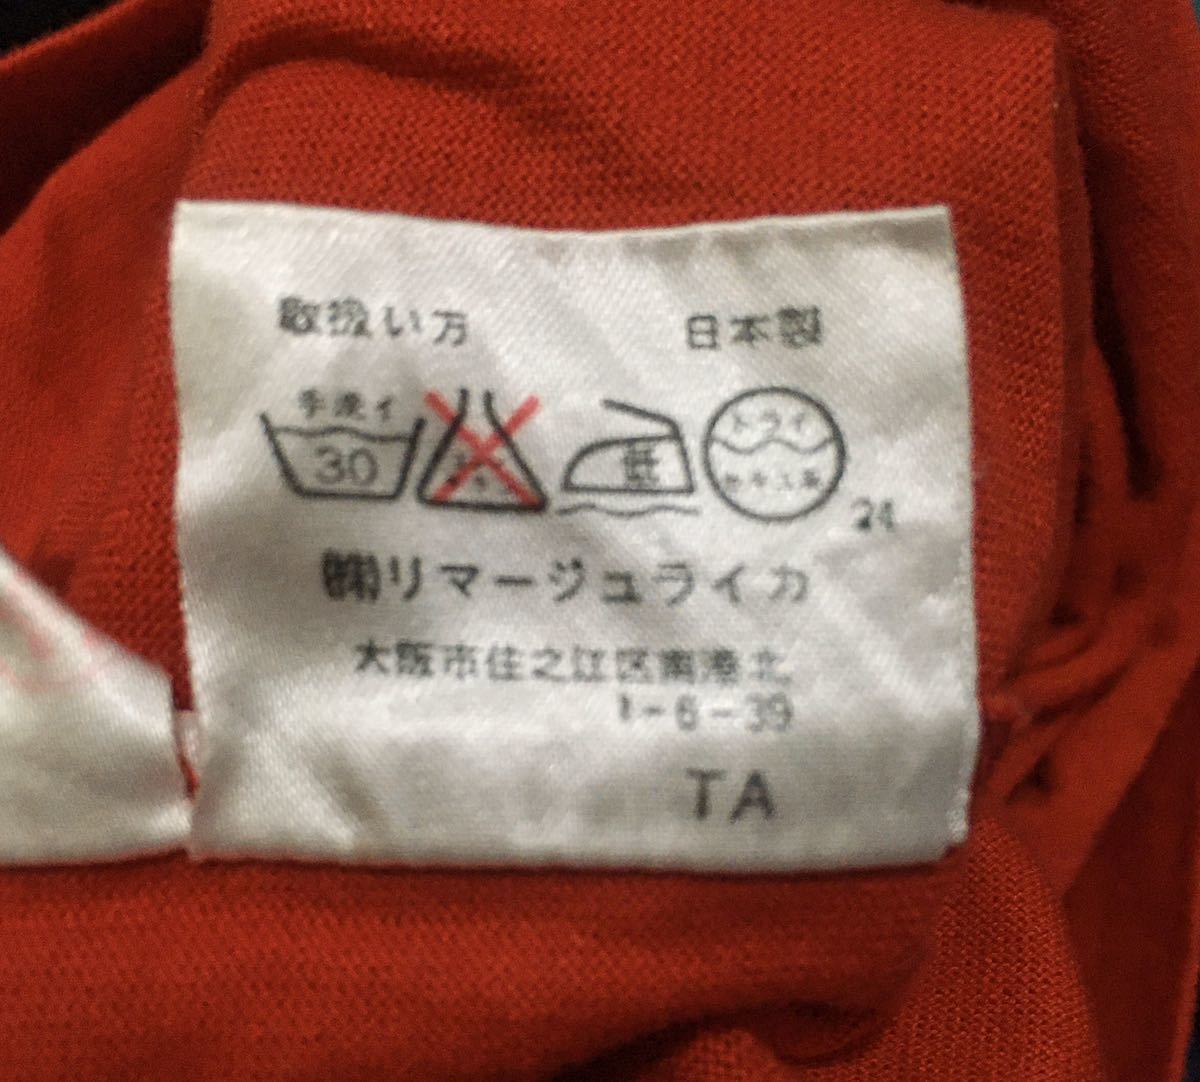 取扱い方 日本製
手洗イ
30 低 ドライ
セキユ系
24
㈱リマージュライカ
大阪市住之江区南港北
1-6-39
TA